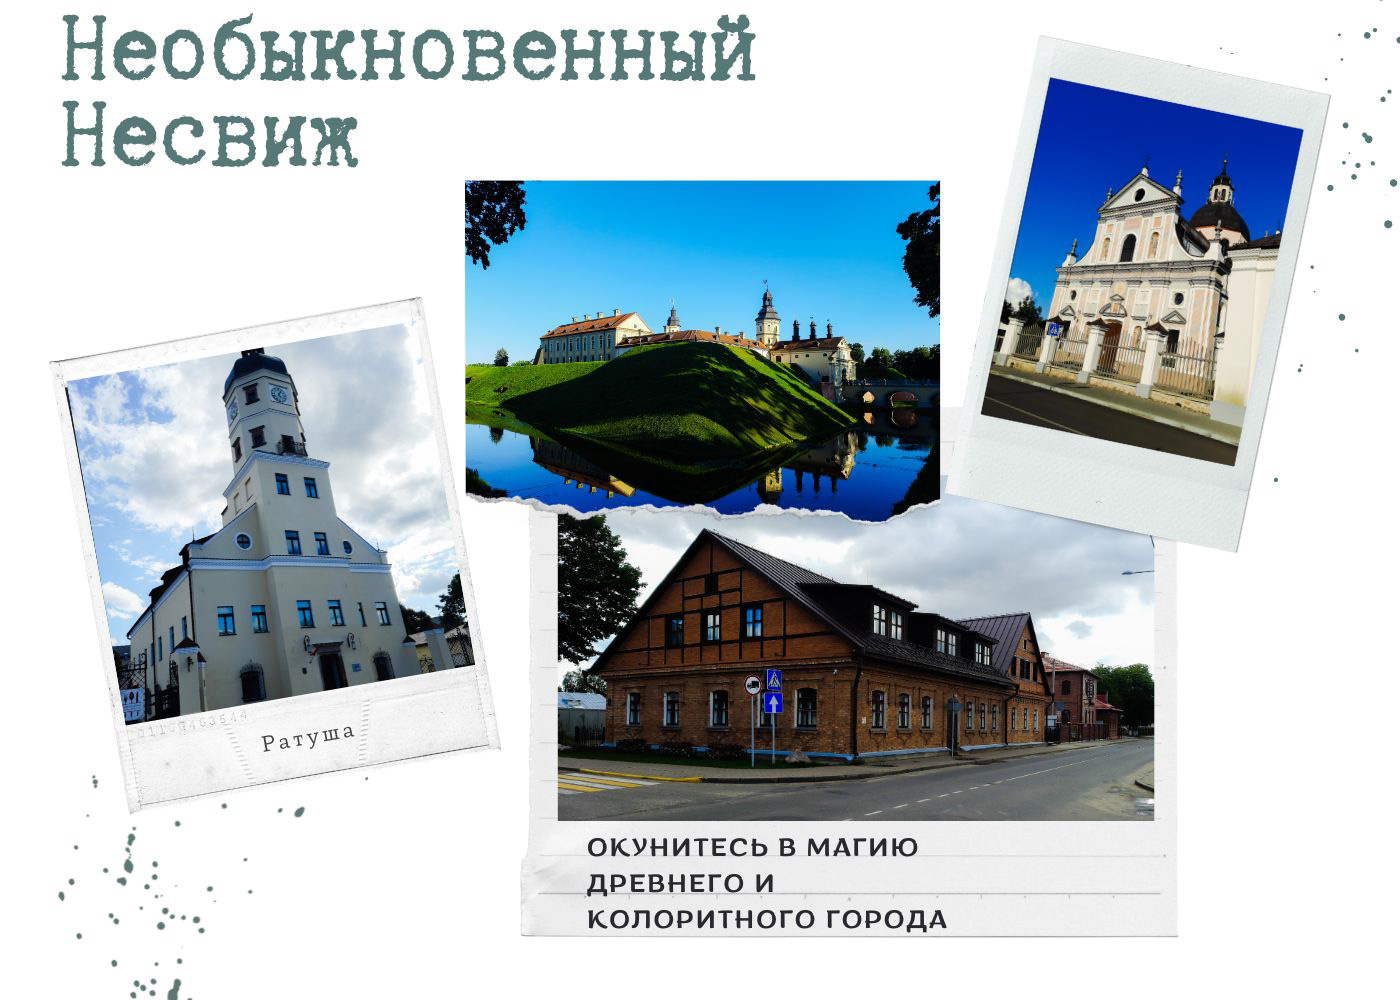 Необыкновенный
Несвиж
Ратуша
ОКУНИТЕСЬ В МАГИЮ
ДРЕВНЕГО И
КОЛОРИТНОГО ГОРОДА